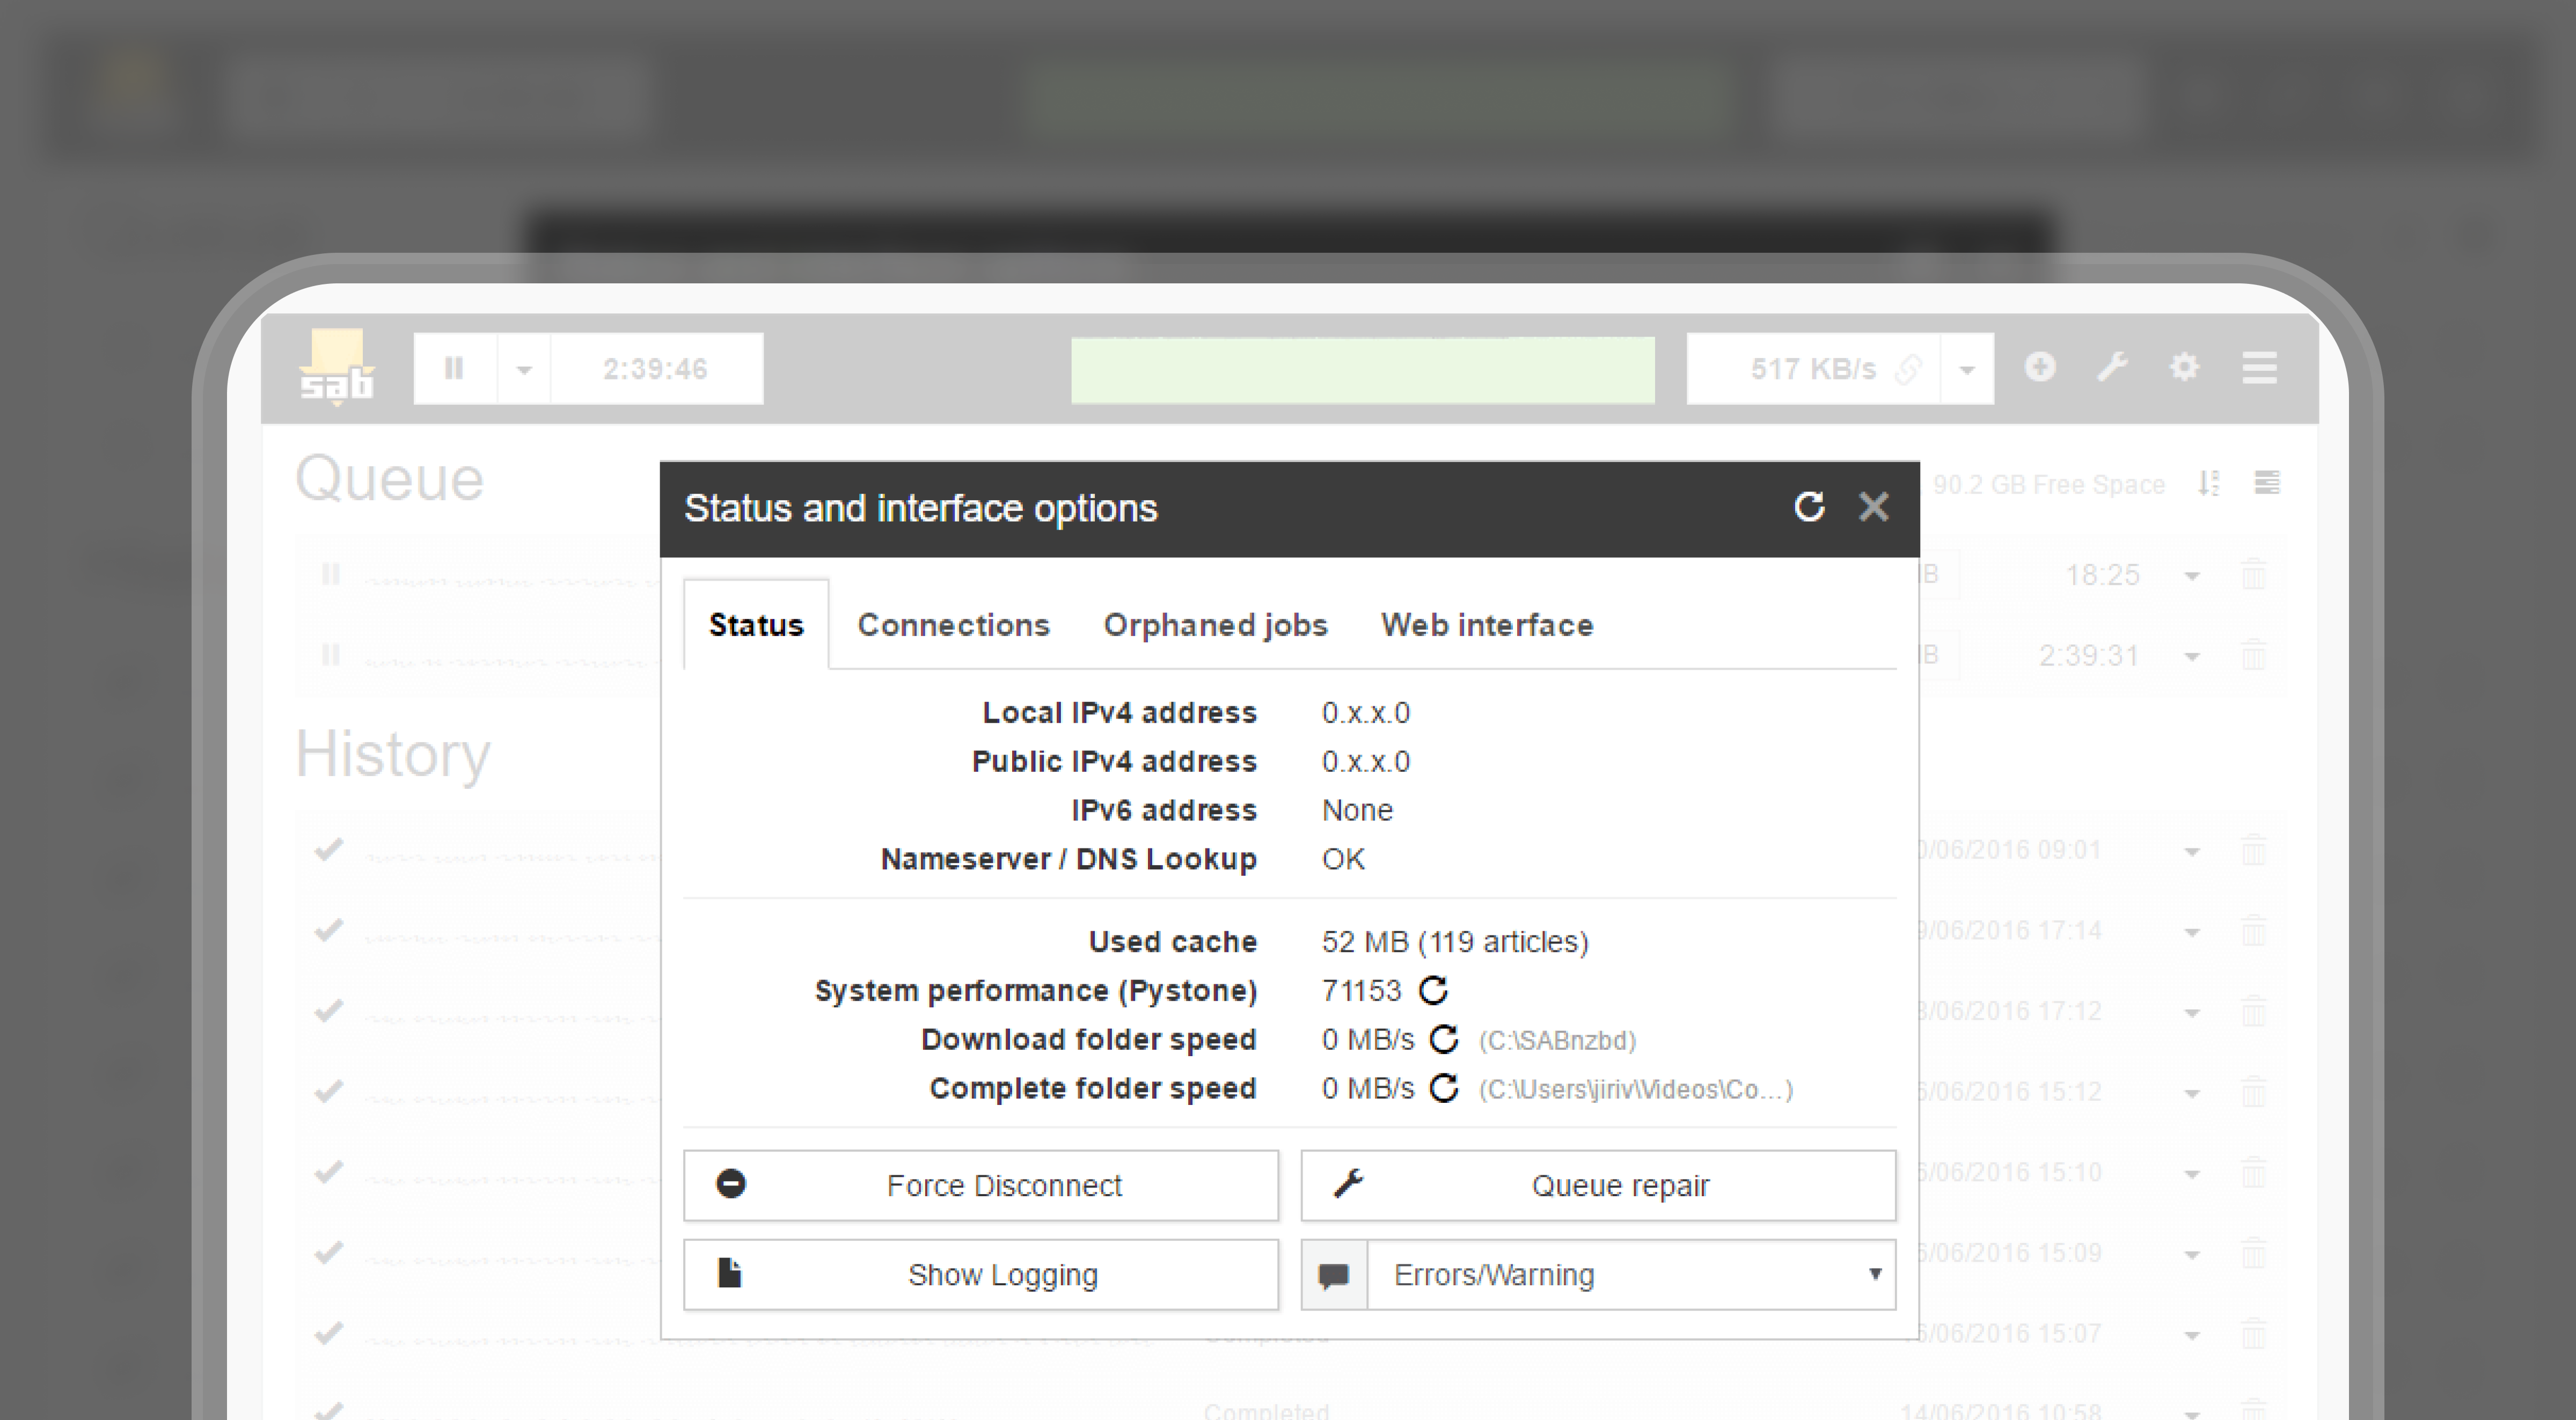 sab
2:39:46
517 KB/s
Queue
90.2 GB Free Space
Status and interface options
Status Connections Orphaned jobs Web interface
18:25
2:39:31
History
Local IPv4 address 0.x.x.0
Public IPv4 address 0.x.x.0
IPv6 address None
Nameserver / DNS Lookup OK
/06/2016 09:01
/06/2016 17:14
Used cache 52 MB (119 articles)
System performance (Pystone) 71153
/06/2016 17:12
Download folder speed 0 MB/s (C:\SABnzbd)
Complete folder speed 0 MB/s (C:\Users\jiriv\Videos\Co...)
/06/2016 15:12
Force Disconnect Queue repair
/06/2016 15:10
Show Logging Errors/Warning
/06/2016 15:09
Completed
/06/2016 15:07
Completed 14/06/2016 10:58